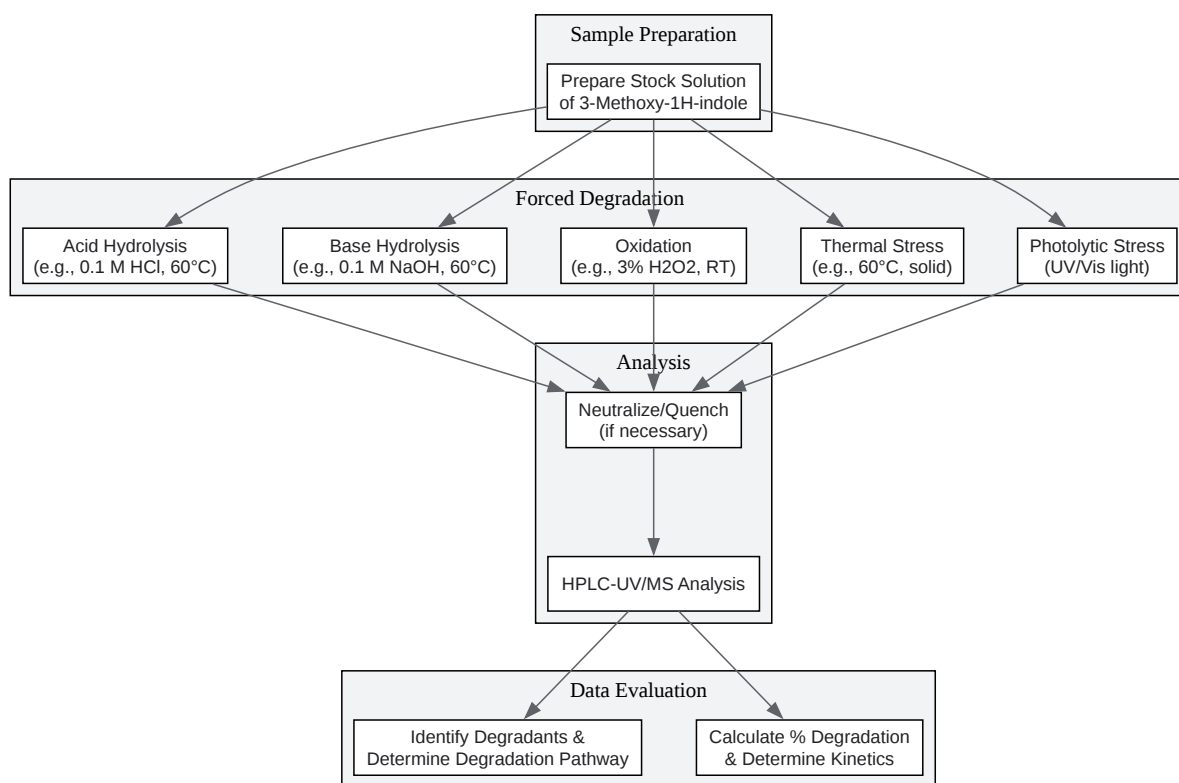 Sample Preparation
Prepare Stock Solution
of 3-Methoxy-1H-indole
Forced Degradation
Acid Hydrolysis
(e.g., 0.1 M HCl, 60°C)
Base Hydrolysis
(e.g., 0.1 M NaOH, 60°C)
Oxidation
(e.g., 3% H2O2, RT)
Thermal Stress
(e.g., 60°C, solid)
Photolytic Stress
(UV/Vis light)
Analysis
Neutralize/Quench
(if necessary)
HPLC-UV/MS Analysis
Data Evaluation
Identify Degradants &
Determine Degradation Pathway
Calculate % Degradation
& Determine Kinetics